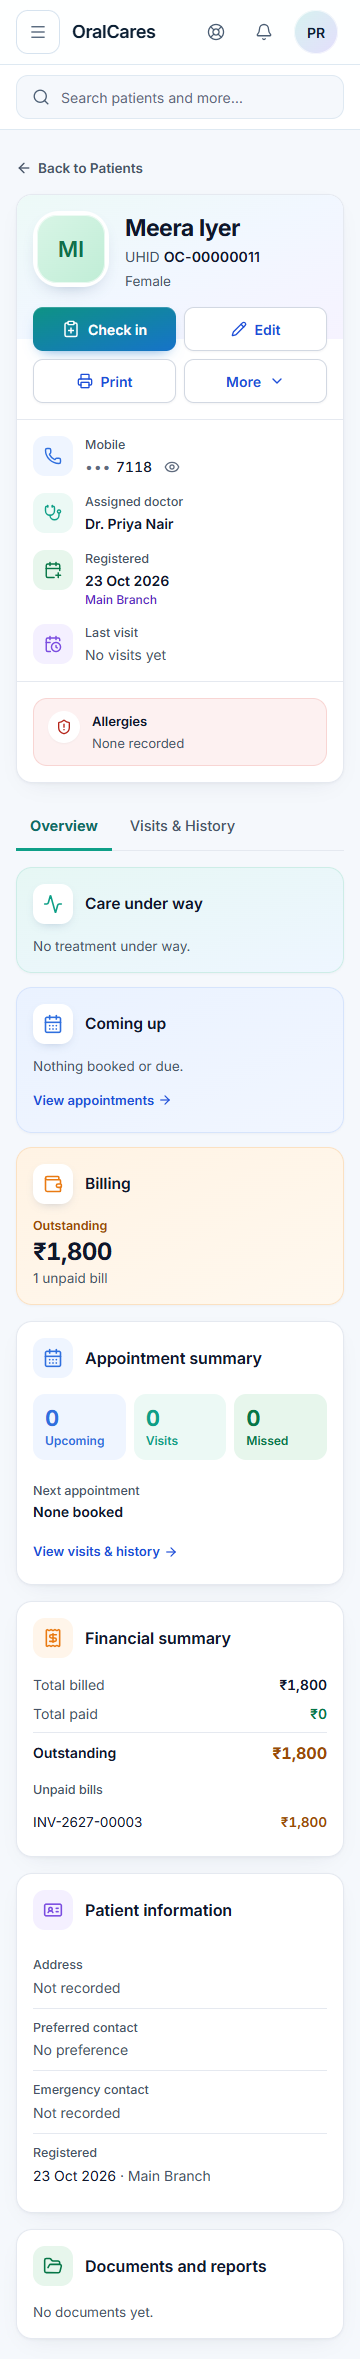 OralCares
PR
Search patients and more...
Back to Patients
MI
Meera Iyer
UHID OC-00000011
Female
Check in
Edit
Print
More
Mobile
••• 7118
Assigned doctor
Dr. Priya Nair
Registered
23 Oct 2026
Main Branch
Last visit
No visits yet
Allergies
None recorded
Overview
Visits & History
Care under way
No treatment under way.
Coming up
Nothing booked or due.
View appointments →
Billing
Outstanding
₹1,800
1 unpaid bill
Appointment summary
0 0 0
Upcoming Visits Missed
Next appointment
None booked
View visits & history →
Financial summary
Total billed ₹1,800
Total paid ₹0
Outstanding ₹1,800
Unpaid bills
INV-2627-00003 ₹1,800
Patient information
Address
Not recorded
Preferred contact
No preference
Emergency contact
Not recorded
Registered
23 Oct 2026 · Main Branch
Documents and reports
No documents yet.